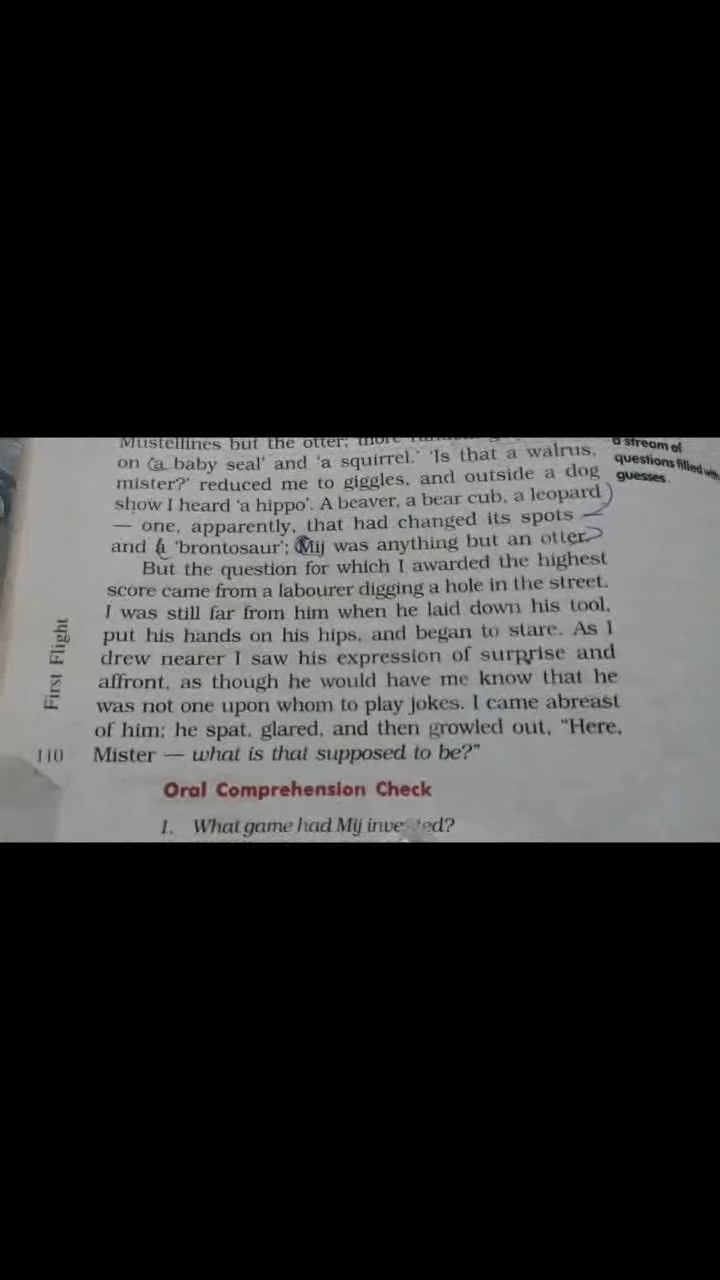 Mustellines but the otter; more
on 'a baby seal' and 'a squirrel.' 'Is that a walrus,
mister?' reduced me to giggles, and outside a dog
show I heard 'a hippo'. A beaver, a bear cub, a leopard
— one, apparently, that had changed its spots —
and a 'brontosaur'; Mij was anything but an otter.
But the question for which I awarded the highest
score came from a labourer digging a hole in the street.
I was still far from him when he laid down his tool,
put his hands on his hips, and began to stare. As I
drew nearer I saw his expression of surprise and
affront, as though he would have me know that he
was not one upon whom to play jokes. I came abreast
of him; he spat, glared, and then growled out, "Here,
Mister — what is that supposed to be?"
a stream of
questions filled with
guesses
First Flight
110
Oral Comprehension Check
1. What game had Mij invented?